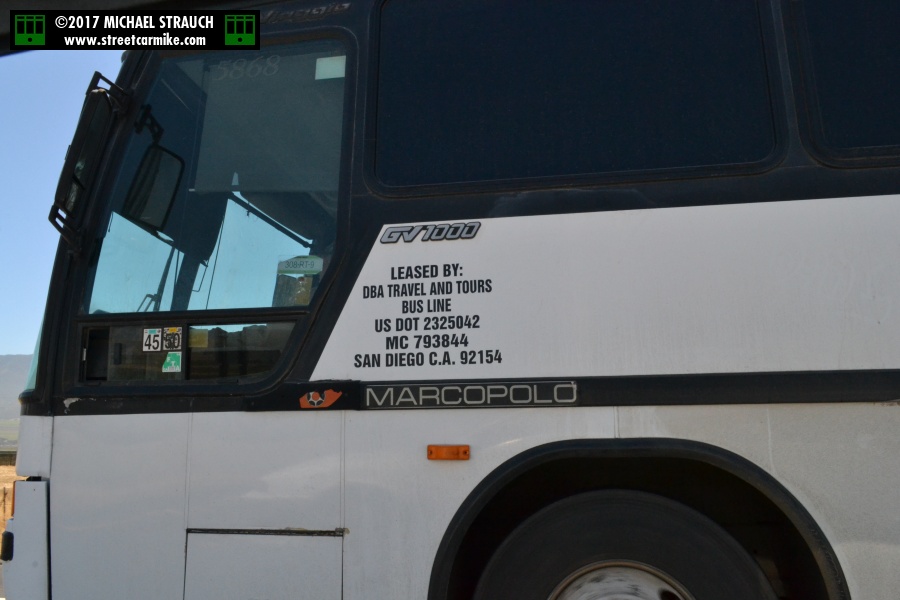 ©2017 MICHAEL STRAUCH
www.streetcarmike.com
Viaggio
5868
GV1000
LEASED BY:
DBA TRAVEL AND TOURS
BUS LINE
US DOT 2325042
MC 793844
SAN DIEGO C.A. 92154
45
MARCOPOLO